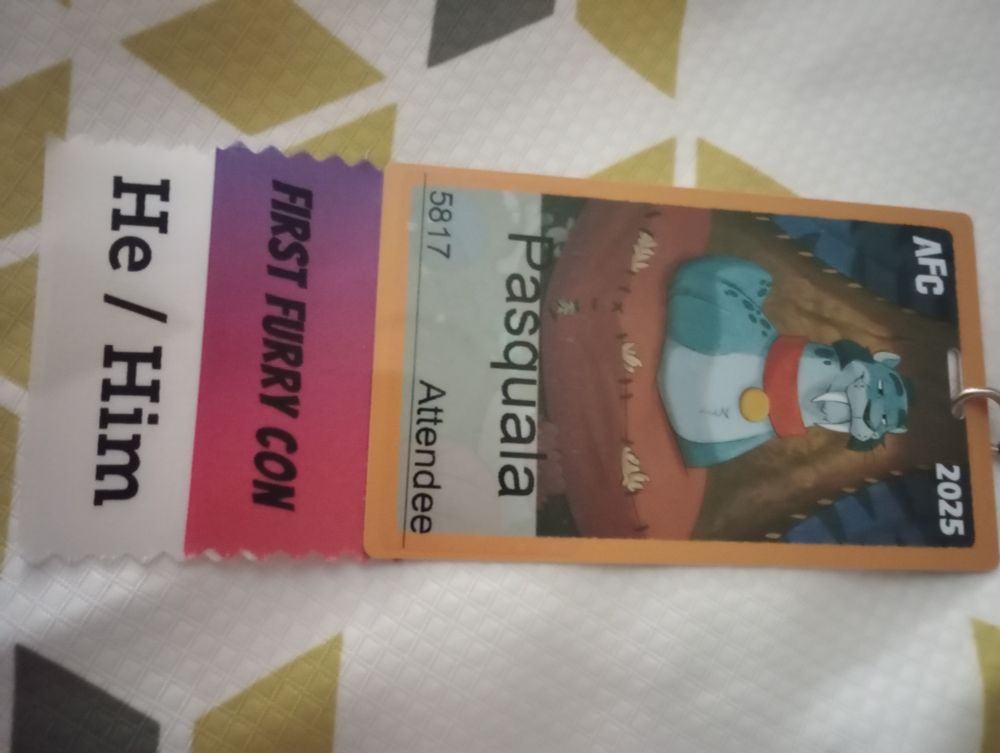 AFC
2025
Pasquala
5817
Attendee
FIRST FURRY CON
He / Him